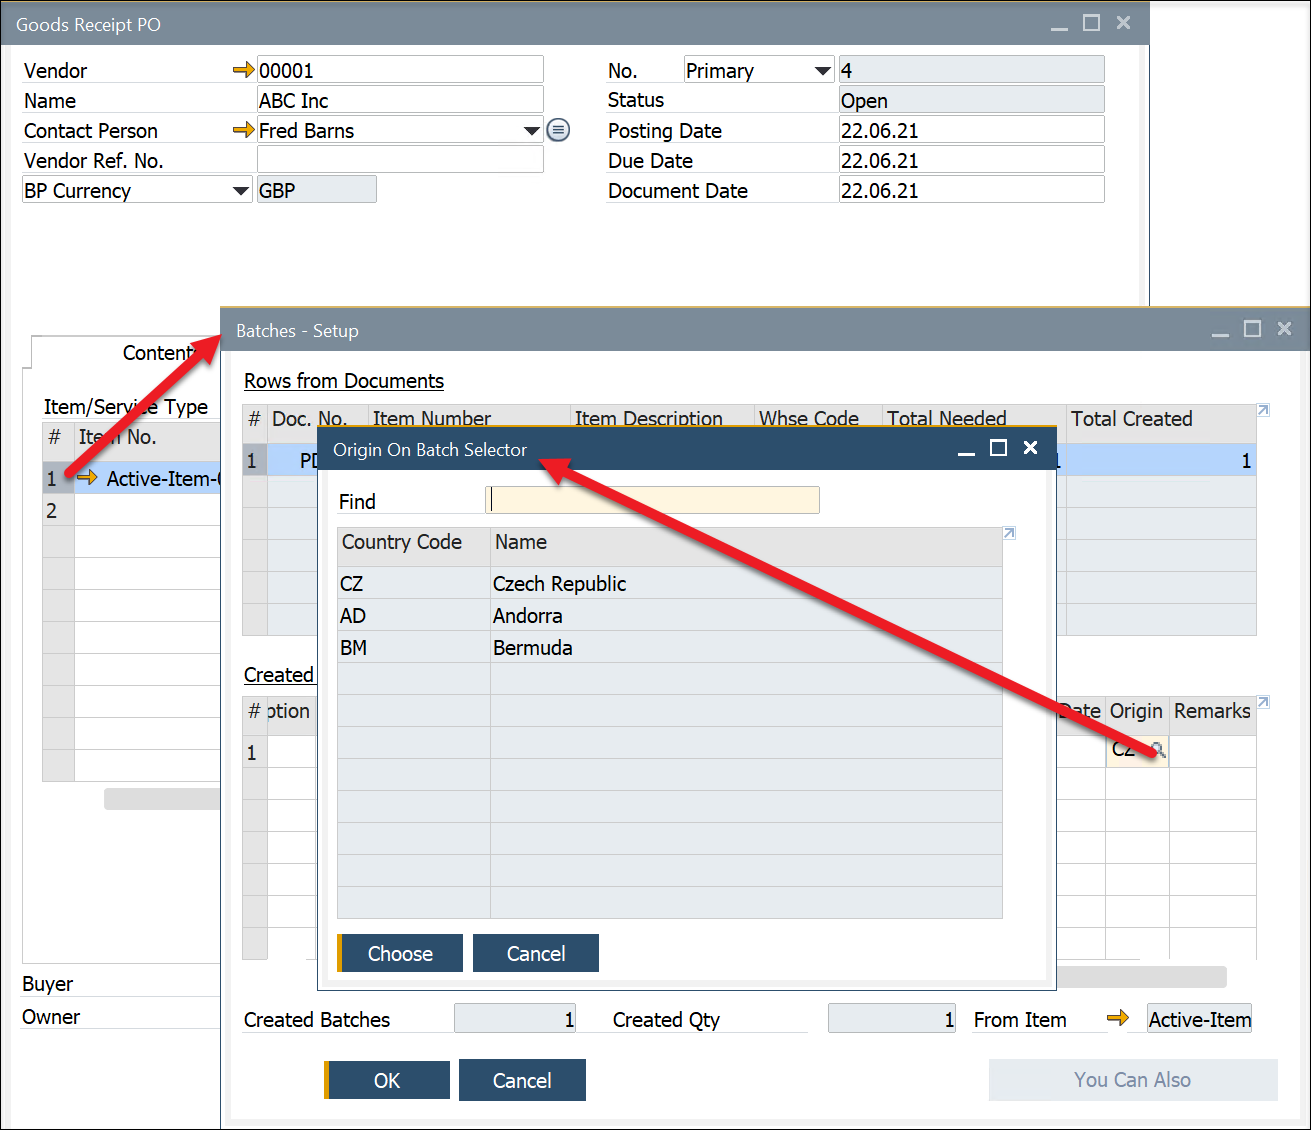 Goods Receipt PO
Vendor 00001
Name ABC Inc
Contact Person Fred Barns
Vendor Ref. No.
BP Currency GBP
No. Primary 4
Status Open
Posting Date 22.06.21
Due Date 22.06.21
Document Date 22.06.21
Content
Item/Service Type
# Item No.
1 Active-Item-
2
Buyer
Owner
Batches - Setup
Rows from Documents
# Doc. No. Item Number Item Description Whse Code Total Needed Total Created
1 PD 1 1
Origin On Batch Selector
Find
Country Code Name
CZ Czech Republic
AD Andorra
BM Bermuda
Choose Cancel
Created
# ption Date Origin Remarks
1 CZ
Created Batches 1 Created Qty 1 From Item Active-Item
OK Cancel You Can Also